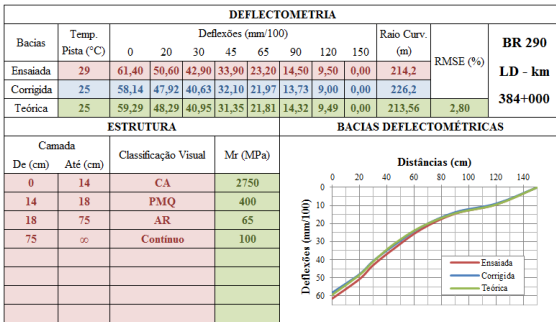 DEFLECTOMETRIA
Bacias Temp. Pista (°C) Deflexões (mm/100) Raio Curv. (m) RMSE (%) BR 290 LD - km 384+000
0 20 30 45 65 90 120 150
Ensaiada 29 61,40 50,60 42,90 33,90 23,20 14,50 9,50 0,00 214,2
Corrigida 25 58,14 47,92 40,63 32,10 21,97 13,73 9,00 0,00 226,2
Teórica 25 59,29 48,29 40,95 31,35 21,81 14,32 9,49 0,00 213,56 2,80
ESTRUTURA
Camada Classificação Visual Mr (MPa)
De (cm) Até (cm)
0 14 CA 2750
14 18 PMQ 400
18 75 AR 65
75 ∞ Contínuo 100
BACIAS DEFLECTOMÉTRICAS
Distâncias (cm)
0 20 40 60 80 100 120 140
Deflexões (mm/100)
0
10
20
30
40
50
60
Ensaiada
Corrigida
Teórica